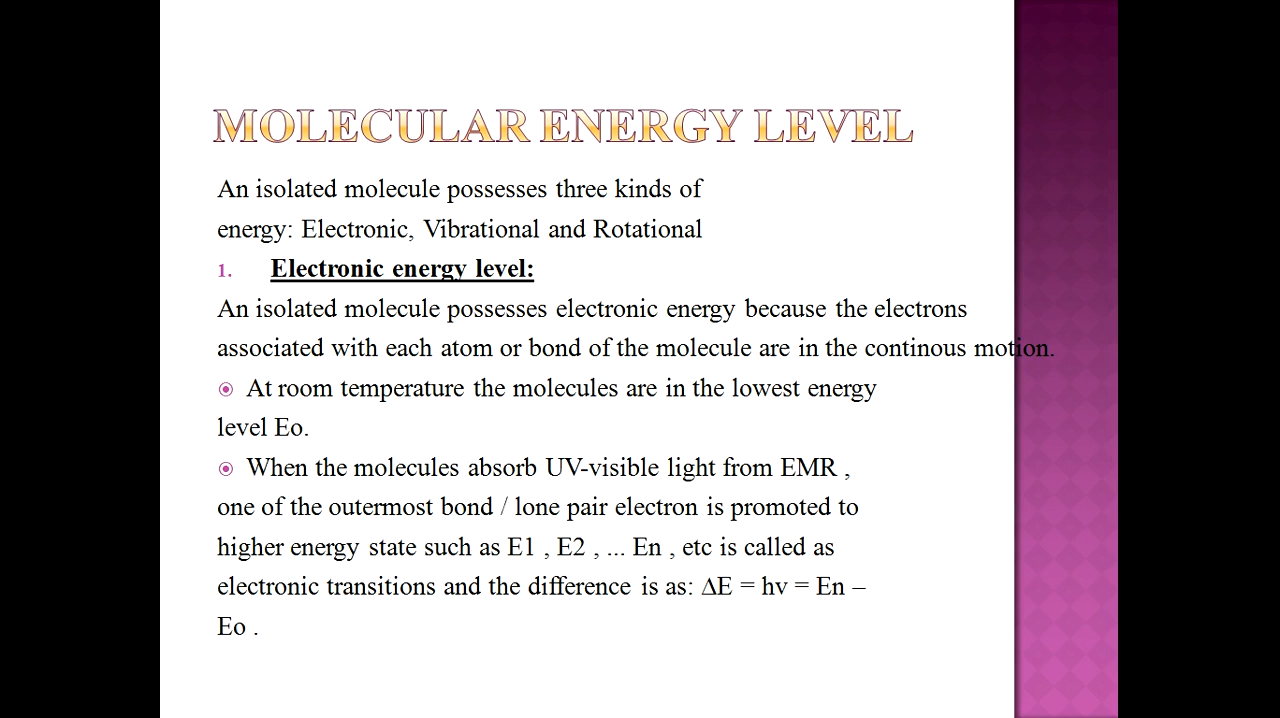 MOLECULAR ENERGY LEVEL
An isolated molecule possesses three kinds of
energy: Electronic, Vibrational and Rotational
1. Electronic energy level:
An isolated molecule possesses electronic energy because the electrons
associated with each atom or bond of the molecule are in the continous motion.
At room temperature the molecules are in the lowest energy
level Eo.
When the molecules absorb UV-visible light from EMR ,
one of the outermost bond / lone pair electron is promoted to
higher energy state such as E1 , E2 , ... En , etc is called as
electronic transitions and the difference is as: ∆E = hv = En –
Eo .